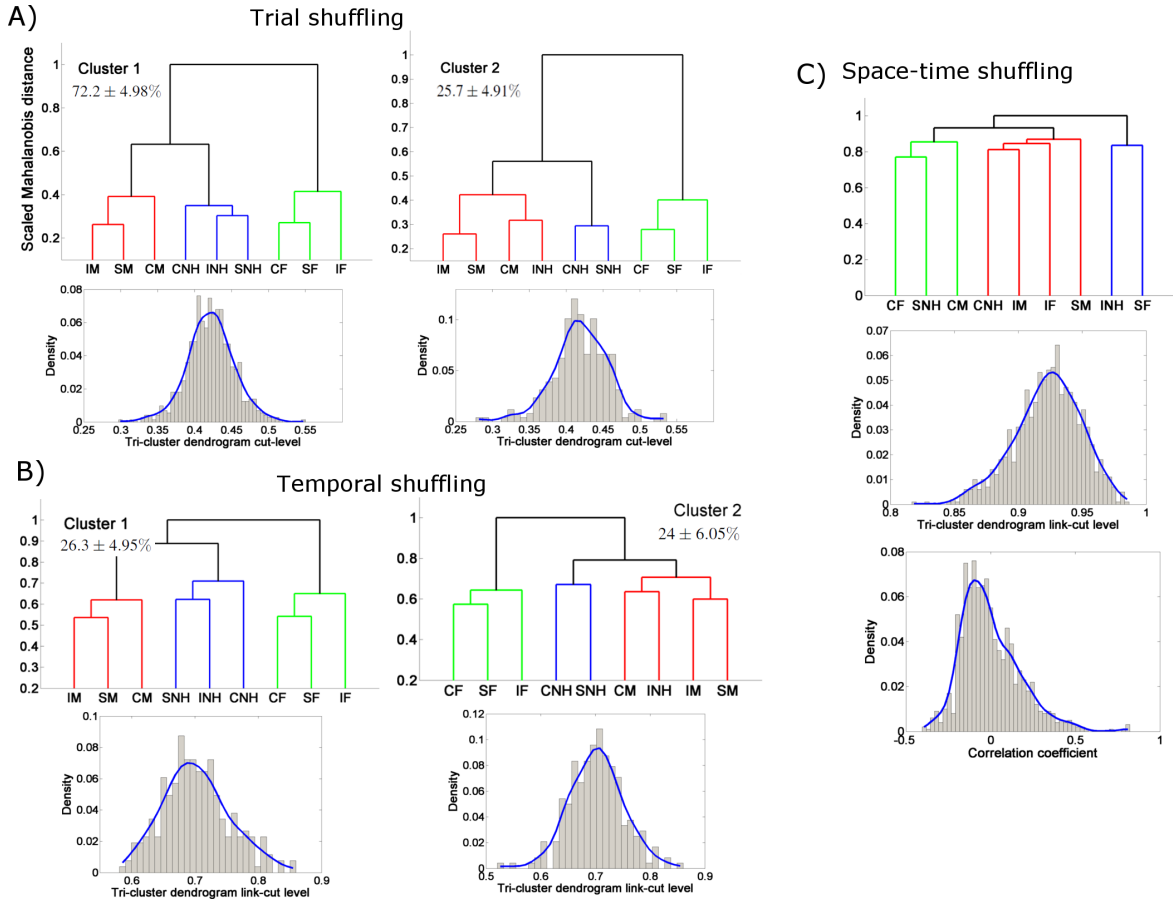 A)
Trial shuffling
Scaled Mahalanobis distance
1
0.8
0.6
0.4
0.2
Cluster 1
72.2 ± 4.98%
IM SM CM CNH INH SNH CF SF IF
1
0.9
0.8
0.7
0.6
0.5
0.4
0.3
0.2
Cluster 2
25.7 ± 4.91%
IM SM CM INH CNH SNH CF SF IF
Density
0.08
0.06
0.04
0.02
0
0.25 0.3 0.35 0.4 0.45 0.5 0.55
Tri-cluster dendrogram cut-level
Density
0.15
0.1
0.05
0
0.25 0.3 0.35 0.4 0.45 0.5 0.55
Tri-cluster dendrogram cut-level
B)
Temporal shuffling
1
0.9
0.8
0.7
0.6
0.5
0.4
0.3
0.2
Cluster 1
26.3 ± 4.95%
IM SM CM SNH INH CNH CF SF IF
1
0.8
0.6
0.4
0.2
Cluster 2
24 ± 6.05%
CF SF IF CNH SNH CM INH IM SM
Density
0.1
0.08
0.06
0.04
0.02
0
0.6 0.7 0.8 0.9
Tri-cluster dendrogram link-cut level
Density
0.12
0.1
0.08
0.06
0.04
0.02
0
0.5 0.6 0.7 0.8 0.9
Tri-cluster dendrogram link-cut level
C) Space-time shuffling
1
0.8
0.6
0.4
0.2
0
CF SNH CM CNH IM IF SM INH SF
Density
0.07
0.06
0.05
0.04
0.03
0.02
0.01
0
0.8 0.85 0.9 0.95 1
Tri-cluster dendrogram link-cut level
Density
0.08
0.06
0.04
0.02
0
-0.5 0 0.5 1
Correlation coefficient